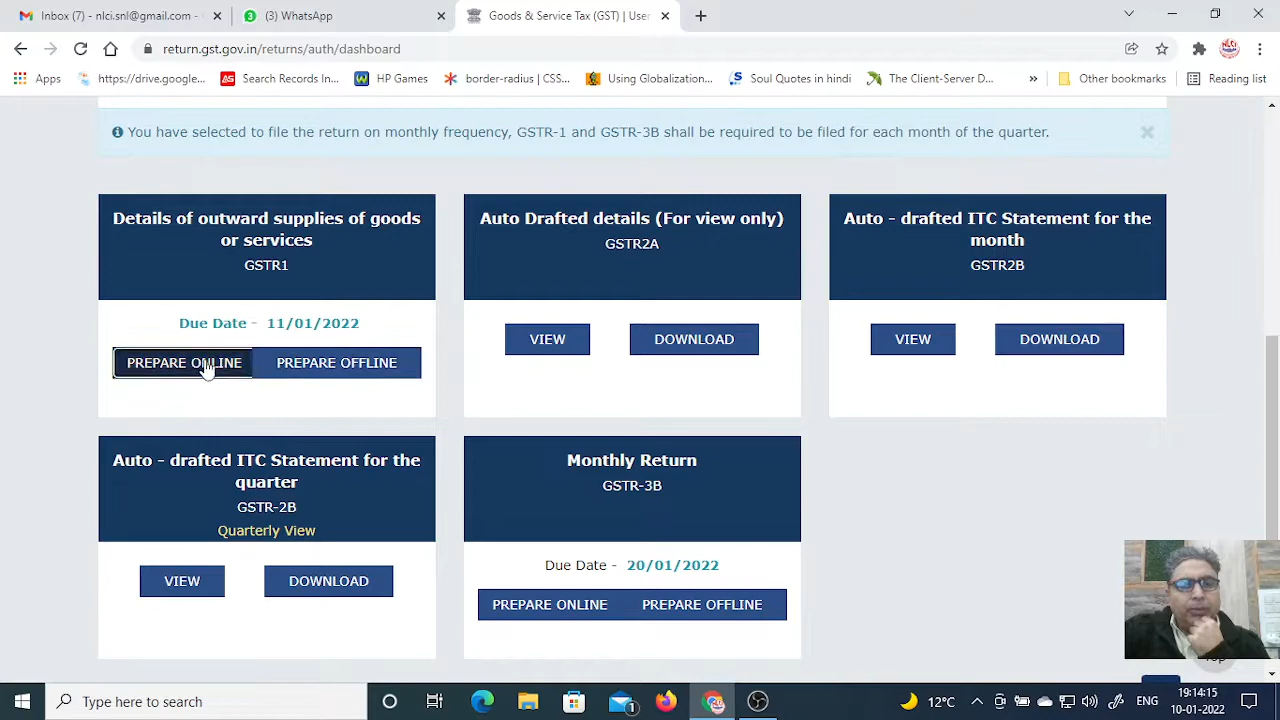 Inbox (7) - nlci.snl@gmail.com -
(3) WhatsApp
Goods & Service Tax (GST) | User
return.gst.gov.in/returns/auth/dashboard
Apps
https://drive.google...
Search Records In...
HP Games
border-radius | CSS...
Using Globalization...
Soul Quotes in hindi
The Client-Server D...
»
Other bookmarks
Reading list
You have selected to file the return on monthly frequency, GSTR-1 and GSTR-3B shall be required to be filed for each month of the quarter.
Details of outward supplies of goods
or services
GSTR1
Due Date - 11/01/2022
PREPARE ONLINE
PREPARE OFFLINE
Auto Drafted details (For view only)
GSTR2A
VIEW
DOWNLOAD
Auto - drafted ITC Statement for the
month
GSTR2B
VIEW
DOWNLOAD
Auto - drafted ITC Statement for the
quarter
GSTR-2B
Quarterly View
VIEW
DOWNLOAD
Monthly Return
GSTR-3B
Due Date - 20/01/2022
PREPARE ONLINE
PREPARE OFFLINE
Top
Type here to search
1
12°C
ENG
19:14:15
10-01-2022